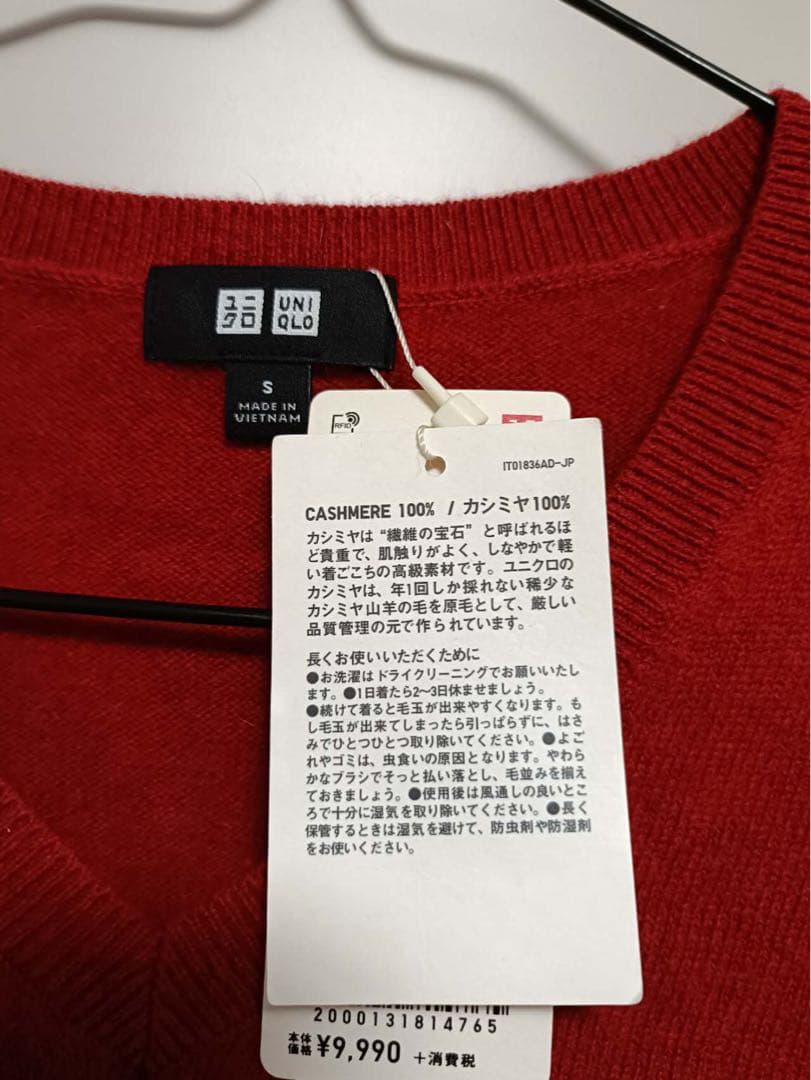 ユニ
クロ
UNI
QLO
S
MADE IN
VIETNAM
RFID
IT01836AD-JP
CASHMERE 100% / カシミヤ100%
カシミヤは“繊維の宝石”と呼ばれるほ
ど貴重で、肌触りがよく、しなやかで軽
い着ごこちの高級素材です。ユニクロの
カシミヤは、年1回しか採れない稀少な
カシミヤ山羊の毛を原毛として、厳しい
品質管理の元で作られています。
長くお使いいただくために
●お洗濯はドライクリーニングでお願いいたし
ます。●1日着たら2〜3日休ませましょう。
●続けて着ると毛玉が出来やすくなります。も
し毛玉が出来てしまったら引っぱらずに、はさ
みでひとつひとつ取り除いてください。●よご
れやゴミは、虫食いの原因となります。やわら
かなブラシでそっと払い落とし、毛並みを揃え
ておきましょう。●使用後は風通しの良いとこ
ろで十分に湿気を取り除いてください。●長く
保管するときは湿気を避けて、防虫剤や防湿剤
をお使いください。
2000131814765
本体価格 ¥9,990 +消費税